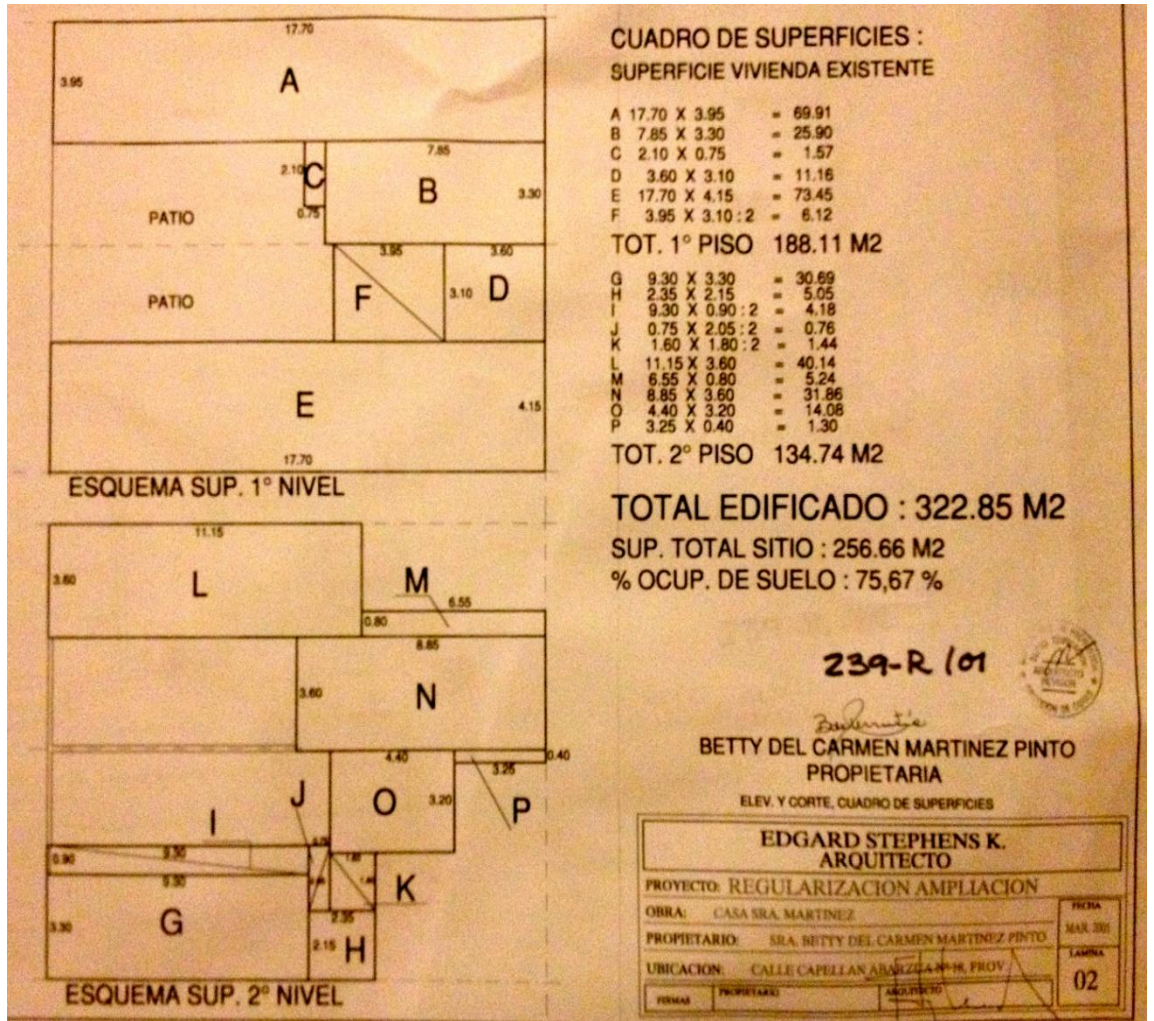 17.70
3.95
A
7.85
2.10
C
B
3.30
PATIO
0.75
3.95
3.60
PATIO
F
3.10
D
E
4.15
17.70
ESQUEMA SUP. 1° NIVEL
11.15
3.60
L
M
6.55
0.80
8.85
3.60
N
0.40
4.40
3.25
J
O
3.20
P
I
0.90
9.30
9.30
K
2.35
3.30
G
2.15
H
ESQUEMA SUP. 2° NIVEL
CUADRO DE SUPERFICIES :
SUPERFICIE VIVIENDA EXISTENTE
A 17.70 X 3.95 = 69.91
B 7.85 X 3.30 = 25.90
C 2.10 X 0.75 = 1.57
D 3.60 X 3.10 = 11.16
E 17.70 X 4.15 = 73.45
F 3.95 X 3.10 : 2 = 6.12
TOT. 1° PISO 188.11 M2
G 9.30 X 3.30 = 30.69
H 2.35 X 2.15 = 5.05
I 9.30 X 0.90 : 2 = 4.18
J 0.75 X 2.05 : 2 = 0.76
K 1.60 X 1.80 : 2 = 1.44
L 11.15 X 3.60 = 40.14
M 6.55 X 0.80 = 5.24
N 8.85 X 3.60 = 31.86
O 4.40 X 3.20 = 14.08
P 3.25 X 0.40 = 1.30
TOT. 2° PISO 134.74 M2
TOTAL EDIFICADO : 322.85 M2
SUP. TOTAL SITIO : 256.66 M2
% OCUP. DE SUELO : 75,67 %
239-R/01
BETTY DEL CARMEN MARTINEZ PINTO
PROPIETARIA
ELEV. Y CORTE, CUADRO DE SUPERFICIES
EDGARD STEPHENS K.
ARQUITECTO
PROYECTO: REGULARIZACION AMPLIACION
OBRA: CASA SRA. MARTINEZ
FECHA
MAR. 2001
PROPIETARIO: SRA. BETTY DEL CARMEN MARTINEZ PINTO
UBICACION: CALLE CAPELLAN ABARZUA Nº PROV
LAMINA
02
FIRMAS
PROPIETARIO
ARQUITECTO